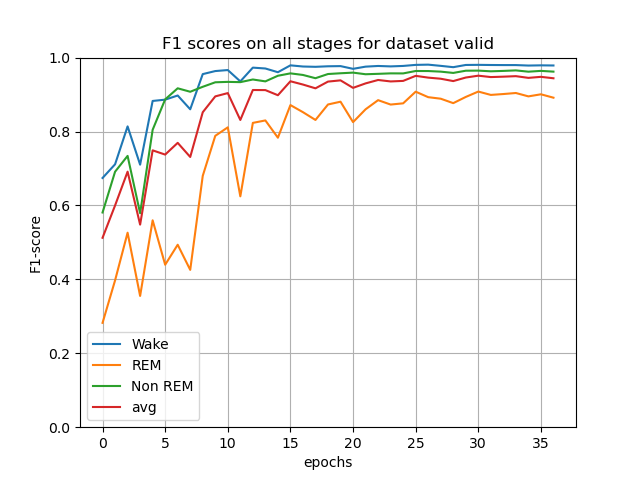 F1 scores on all stages for dataset valid
1.0
0.8
0.6
0.4
0.2
0.0
F1-score
Wake
REM
Non REM
avg
0 5 10 15 20 25 30 35
epochs